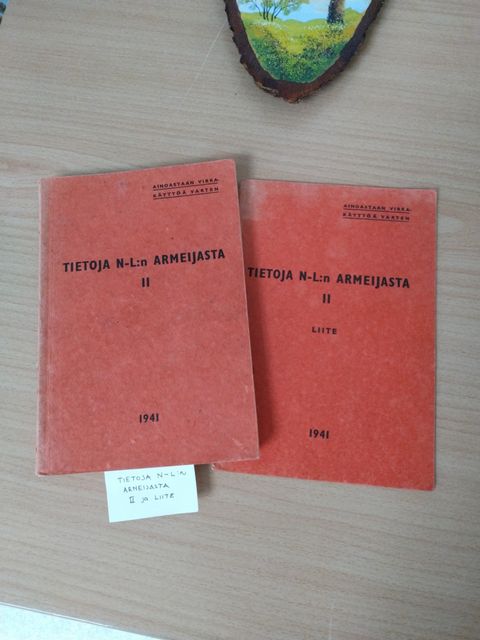 AINOASTAAN VIRKA-
KÄYTTÖÄ VARTEN
TIETOJA N-L:n ARMEIJASTA
II
1941
AINOASTAAN VIRKA-
KÄYTTÖÄ VARTEN
TIETOJA N-L:n ARMEIJASTA
II
LIITE
1941
TIETOJA N-L:N
ARMEIJASTA
II ja LIITE